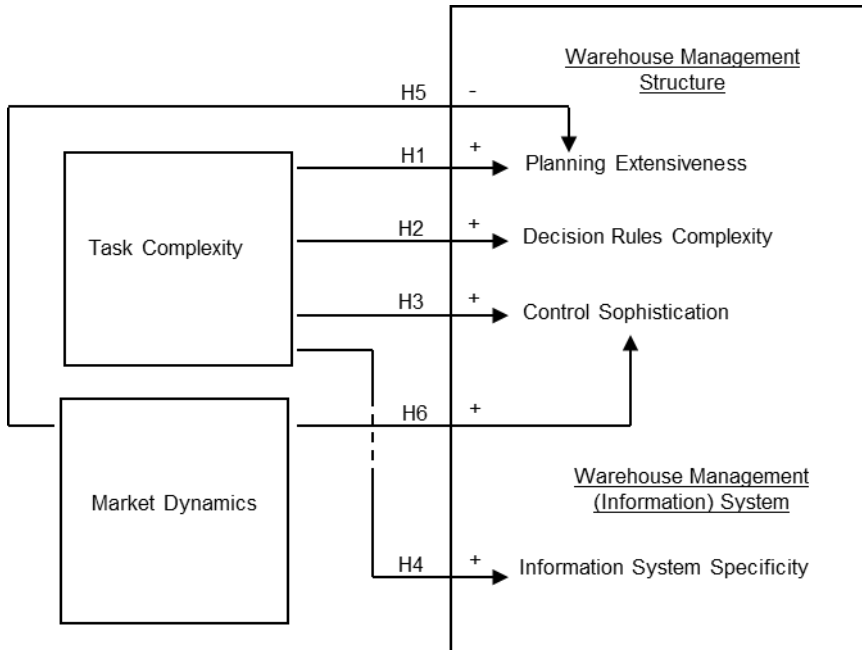 Warehouse Management
Structure
H5 -
H1 + Planning Extensiveness
Task Complexity H2 + Decision Rules Complexity
H3 + Control Sophistication
H6 +
Warehouse Management
(Information) System
Market Dynamics
H4 + Information System Specificity